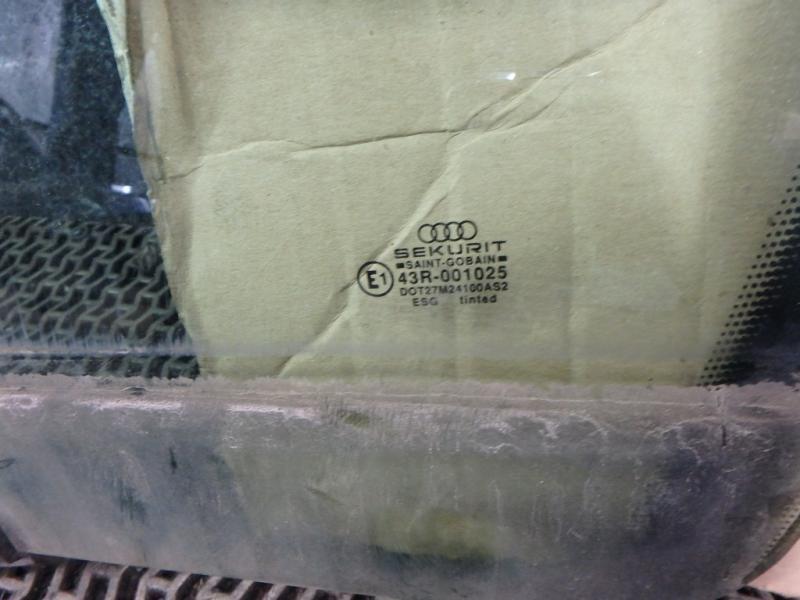 SEKURIT
SAINT-GOBAIN
E1 43R-001025
DOT27M24100AS2
ESG tinted